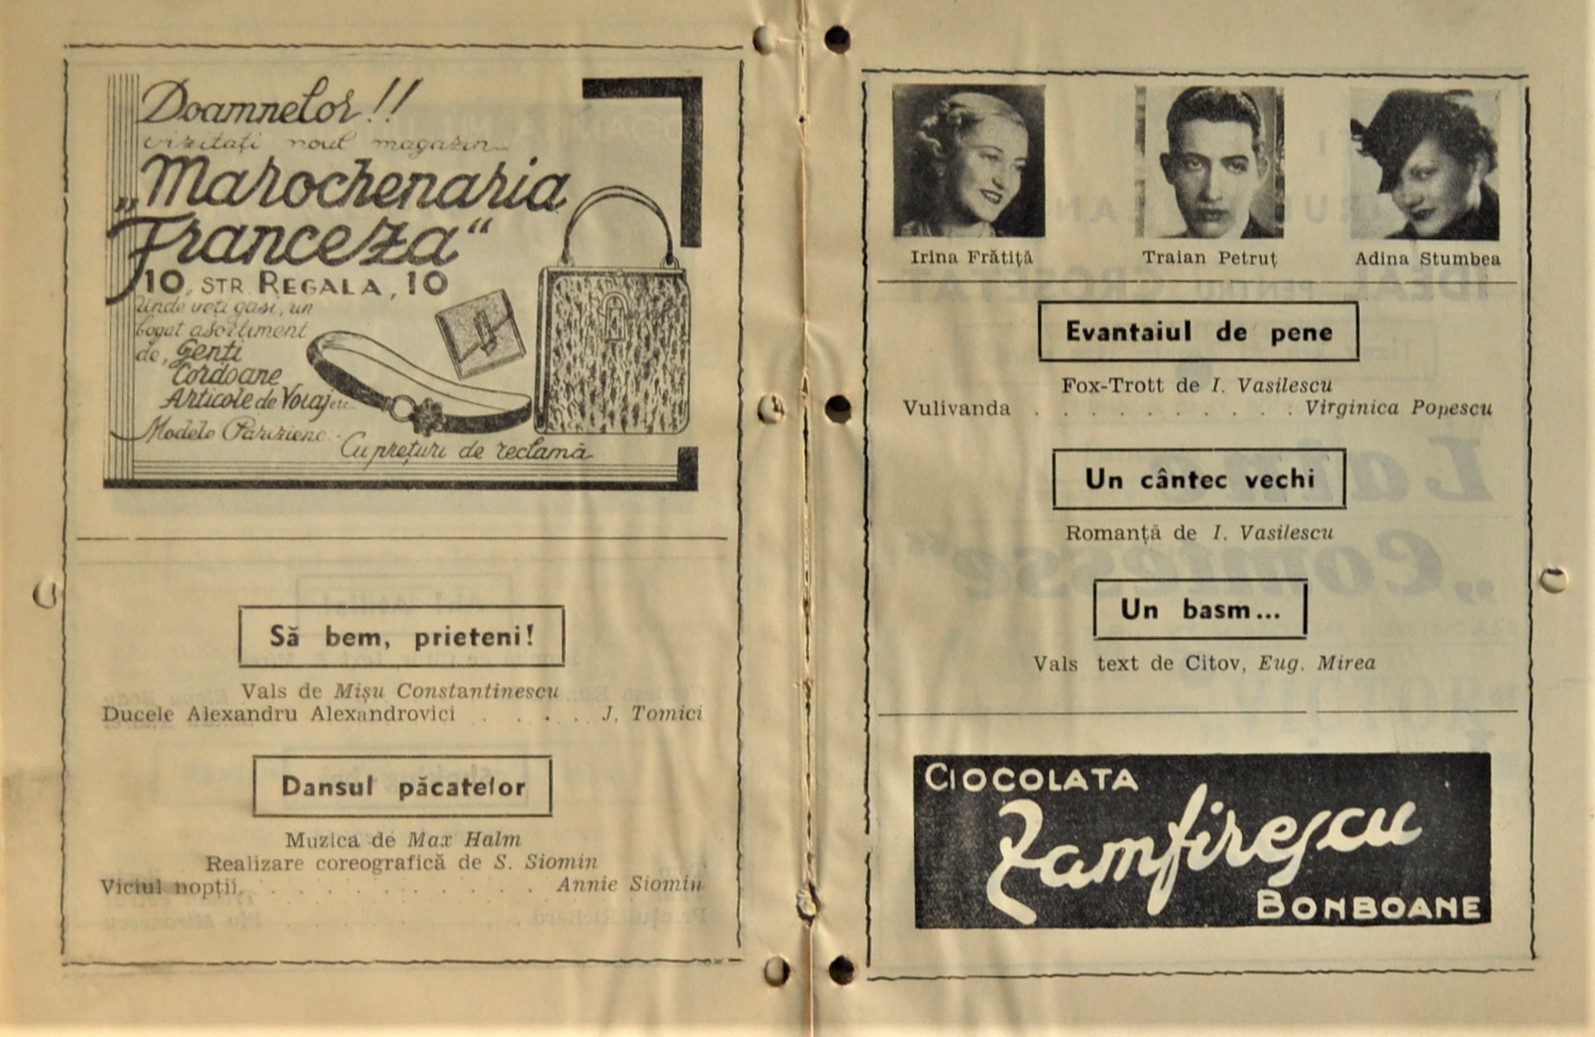 Doamnelor!!
vizitați noul magazin
„Marochenaria
Franceza“
10, STR. REGALA, 10
Unde veți gasi, un
bogat asortiment
de, Genți
Cordoane
Articole de Voiaj etc.
Modele Pariziene
Cu prețuri de reclamă
Să bem, prieteni!
Vals de Mișu Constantinescu
Ducele Alexandru Alexandrovici . . . . J. Tomici
Dansul păcatelor
Muzica de Max Halm
Realizare coreografică de S. Siomin
Viciul nopții. . . . . . . . . . . Annie Siomin
Irina Frătiță
Traian Petruț
Adina Stumbea
Evantaiul de pene
Fox-Trott de I. Vasilescu
Vulivanda . . . . . . . . . . Virginica Popescu
Un cântec vechi
Romanță de I. Vasilescu
Un basm...
Vals text de Citov, Eug. Mirea
CIOCOLATA
Zamfirescu
BONBOANE